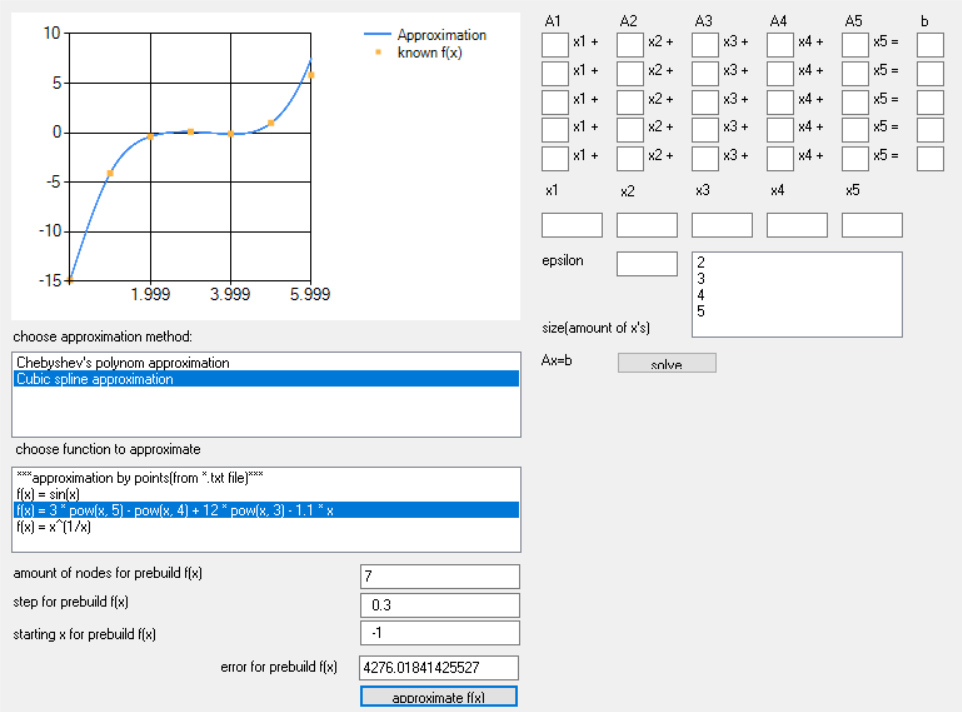 10
5
0
-5
-10
-15
1.999 3.999 5.999
Approximation
known f(x)
choose approximation method:
Chebyshev's polynom approximation
Cubic spline approximation
choose function to approximate
***approximation by points(from *.txt file)***
f(x) = sin(x)
f(x) = 3 * pow(x, 5) - pow(x, 4) + 12 * pow(x, 3) - 1.1 * x
f(x) = x^(1/x)
amount of nodes for prebuild f(x) 7
step for prebuild f(x) 0.3
starting x for prebuild f(x) -1
error for prebuild f(x) 4276.01841425527
approximate f(x)
A1 A2 A3 A4 A5 b
x1 + x2 + x3 + x4 + x5 =
x1 + x2 + x3 + x4 + x5 =
x1 + x2 + x3 + x4 + x5 =
x1 + x2 + x3 + x4 + x5 =
x1 + x2 + x3 + x4 + x5 =
x1 x2 x3 x4 x5
epsilon
2
3
4
5
size(amount of x's)
Ax=b solve